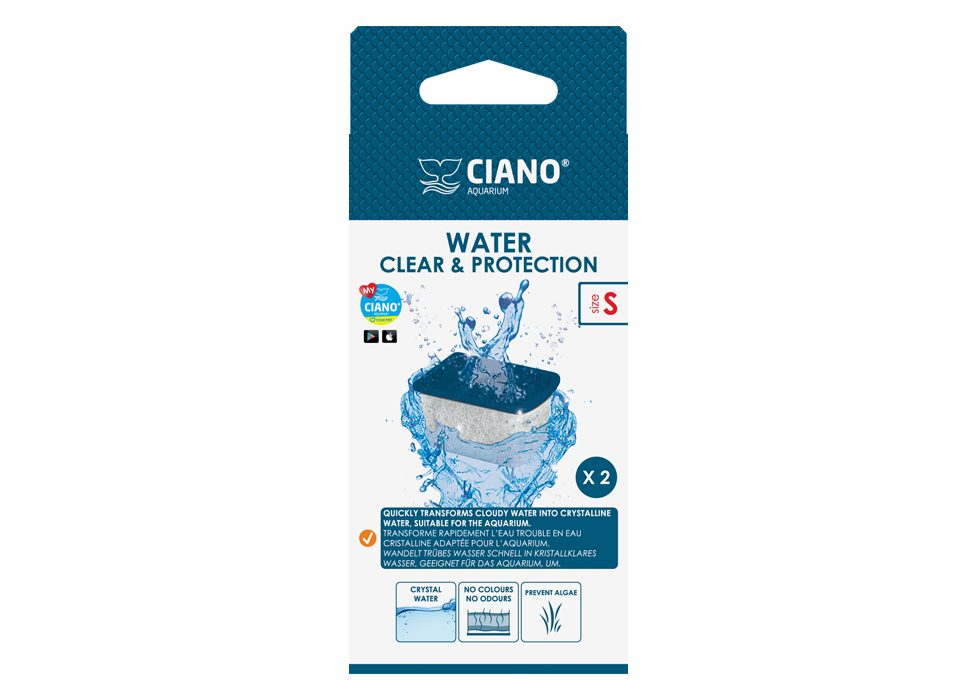 CIANO®
AQUARIUM
WATER
CLEAR & PROTECTION
My
CIANO®
size S
X 2
QUICKLY TRANSFORMS CLOUDY WATER INTO CRYSTALLINE
WATER, SUITABLE FOR THE AQUARIUM.
TRANSFORME RAPIDEMENT L'EAU TROUBLE EN EAU
CRISTALLINE ADAPTÉE POUR L'AQUARIUM.
WANDELT TRÜBES WASSER SCHNELL IN KRISTALLKLARES
WASSER, GEEIGNET FÜR DAS AQUARIUM, UM.
CRYSTAL
WATER
NO COLOURS
NO ODOURS
PREVENT ALGAE